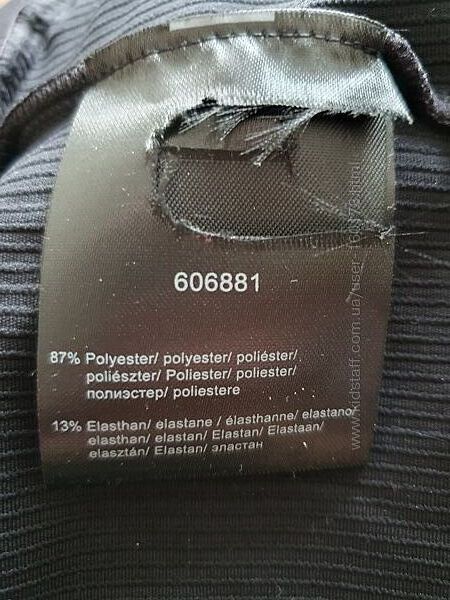 606881
87% Polyester/ polyester/ poliéster/
poliészter/ Poliester/ poliester/
полиэстер/ poliestere
13% Elasthan/ elastane / élasthanne/ elastano/
elasthan/ elastan/ Elastan/ Elastaan/
elasztán/ Elastan/ эластан